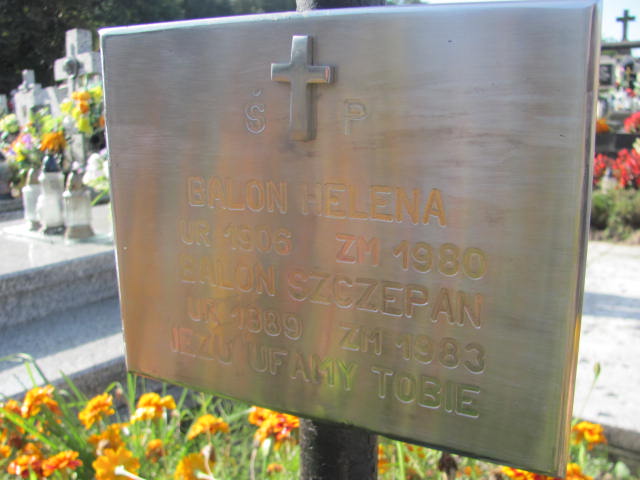 Ś P
BALON HELENA
UR 1906 ZM 1980
BALON SZCZEPAN
UR 1889 ZM 1983
JEZU UFAMY TOBIE